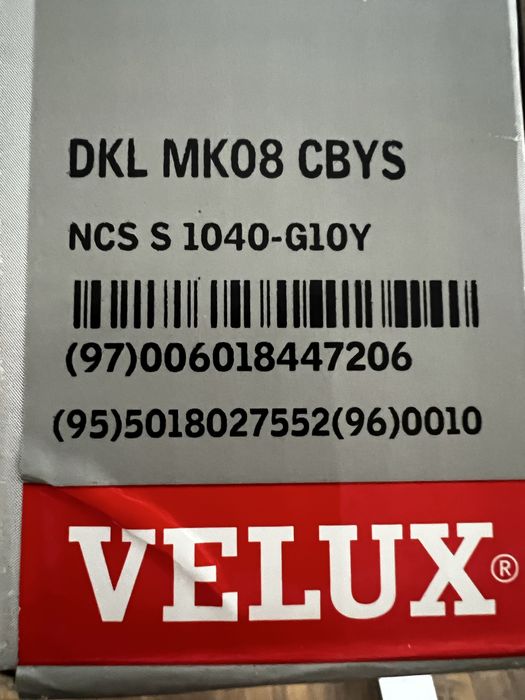 DKL MK08 CBYS
NCS S 1040-G10Y
(97)006018447206
(95)5018027552(96)0010
VELUX®